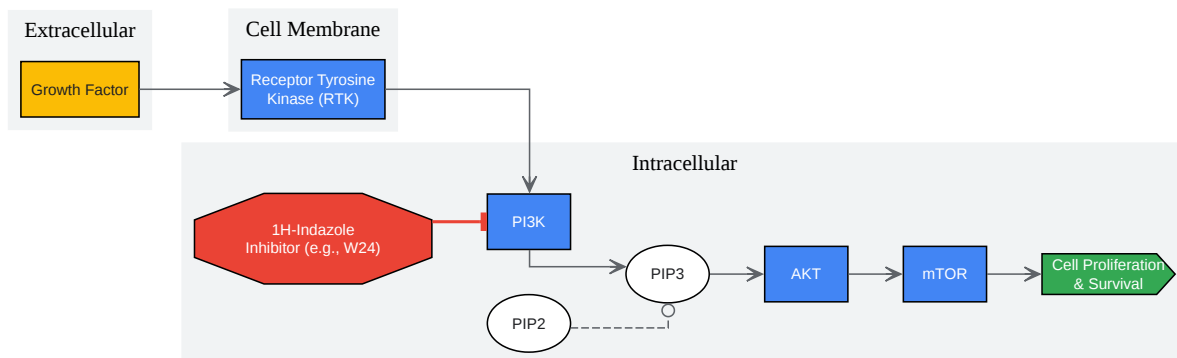 Extracellular
Cell Membrane
Growth Factor
Receptor Tyrosine
Kinase (RTK)
Intracellular
1H-Indazole
Inhibitor (e.g., W24)
PI3K
PIP3
AKT
mTOR
Cell Proliferation
& Survival
PIP2